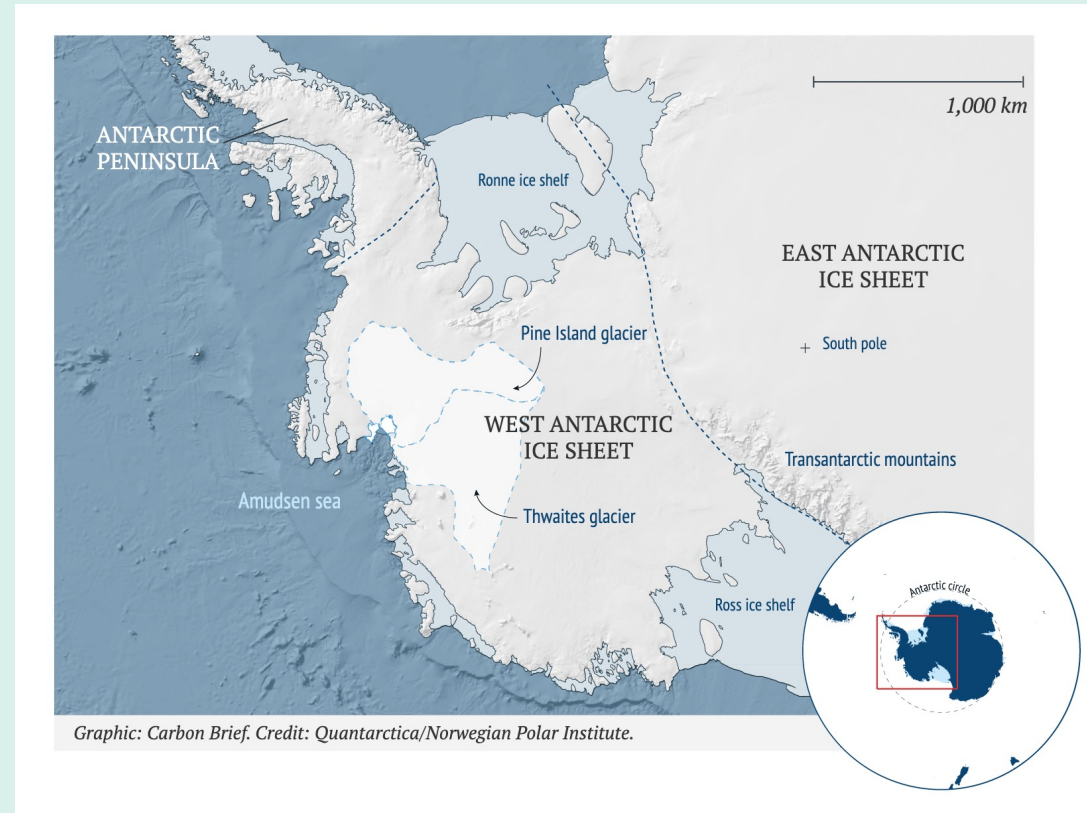 1,000 km
ANTARCTIC
PENINSULA
Ronne ice shelf
EAST ANTARCTIC
ICE SHEET
Pine Island glacier
South pole
WEST ANTARCTIC
ICE SHEET
Transantarctic mountains
Amudsen sea
Thwaites glacier
Antarctic circle
Ross ice shelf
Graphic: Carbon Brief. Credit: Quantarctica/Norwegian Polar Institute.